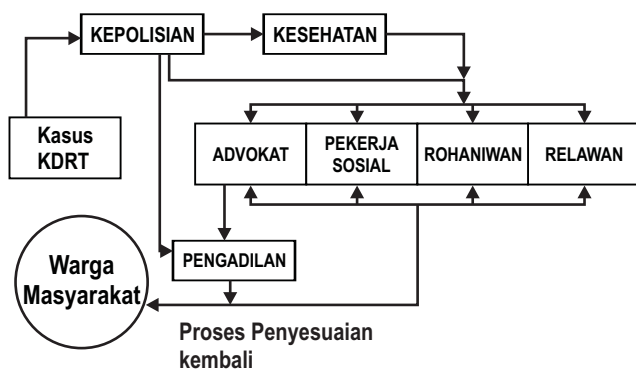 KEPOLISIAN
KESEHATAN
Kasus
KDRT
ADVOKAT
PEKERJA
SOSIAL
ROHANIWAN
RELAWAN
Warga
Masyarakat
PENGADILAN
Proses Penyesuaian
kembali